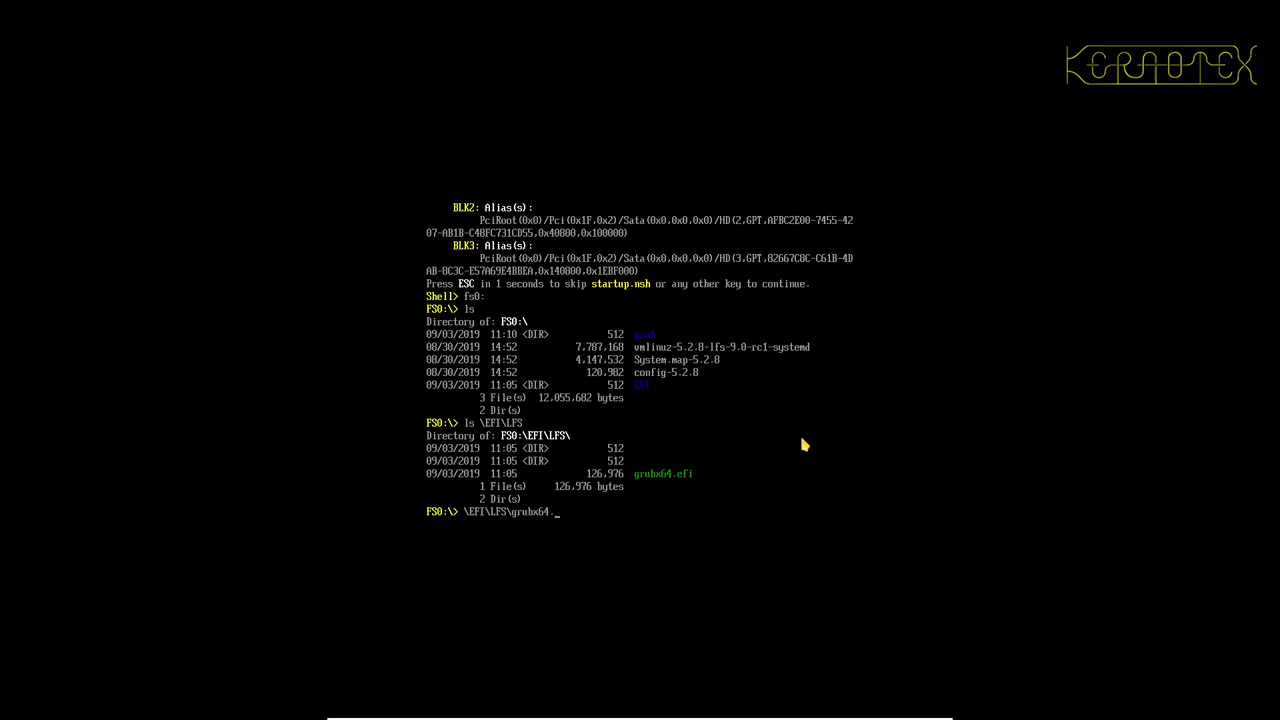 KERNOTEX
BLK2: Alias(s):
PciRoot(0x0)/Pci(0x1F,0x2)/Sata(0x0,0x0,0x0)/HD(2,GPT,AFBC2E00-7455-42
07-AB1B-C48FC731CD55,0x40800,0x100000)
BLK3: Alias(s):
PciRoot(0x0)/Pci(0x1F,0x2)/Sata(0x0,0x0,0x0)/HD(3,GPT,82667C8C-C61B-4D
AB-8C3C-E57A69E4BBEA,0x140800,0x1EBF000)
Press ESC in 1 seconds to skip startup.nsh or any other key to continue.
Shell> fs0:
FS0:\> ls
Directory of: FS0:\
09/03/2019 11:10 <DIR> 512 grub
08/30/2019 14:52 7,787,168 vmlinuz-5.2.8-lfs-9.0-rc1-systemd
08/30/2019 14:52 4,147,532 System.map-5.2.8
08/30/2019 14:52 120,982 config-5.2.8
09/03/2019 11:05 <DIR> 512 EFI
3 File(s) 12,055,682 bytes
2 Dir(s)
FS0:\> ls \EFI\LFS
Directory of: FS0:\EFI\LFS\
09/03/2019 11:05 <DIR> 512 .
09/03/2019 11:05 <DIR> 512 ..
09/03/2019 11:05 126,976 grubx64.efi
1 File(s) 126,976 bytes
2 Dir(s)
FS0:\> \EFI\LFS\grubx64._